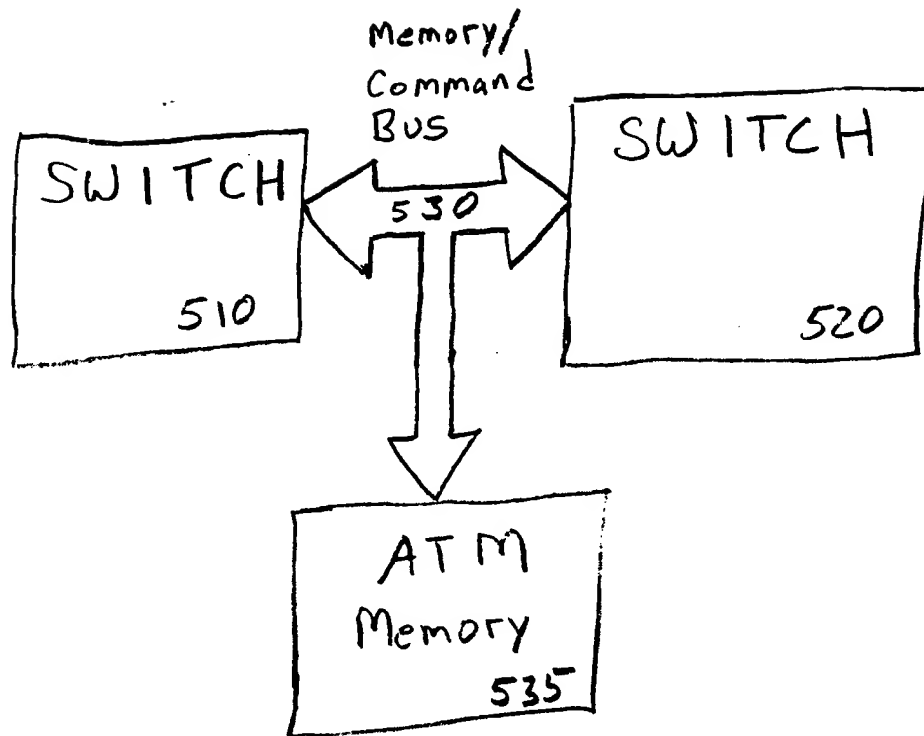 Memory/
Command
Bus
SWITCH
510
530
SWITCH
520
ATM
Memory
535